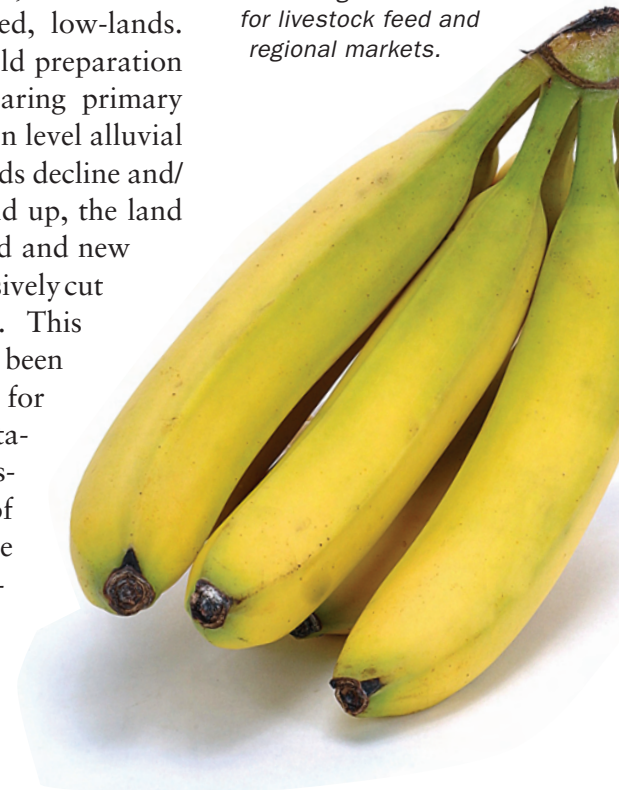 ed, low-lands.
ld preparation
aring primary
n level alluvial
ds decline and/
d up, the land
d and new
sively cut
. This
been
for
ta-
s-
of
e
-
for livestock feed and
regional markets.